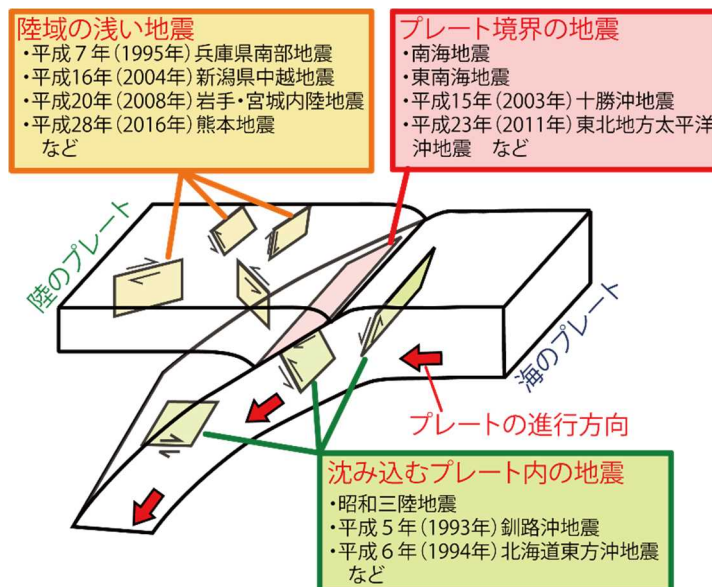 陸域の浅い地震
・平成7年(1995年)兵庫県南部地震
・平成16年(2004年)新潟県中越地震
・平成20年(2008年)岩手・宮城内陸地震
・平成28年(2016年)熊本地震
など
プレート境界の地震
・南海地震
・東南海地震
・平成15年(2003年)十勝沖地震
・平成23年(2011年)東北地方太平洋
沖地震 など
陸のプレート
海のプレート
プレートの進行方向
沈み込むプレート内の地震
・昭和三陸地震
・平成5年(1993年)釧路沖地震
・平成6年(1994年)北海道東方沖地震
など